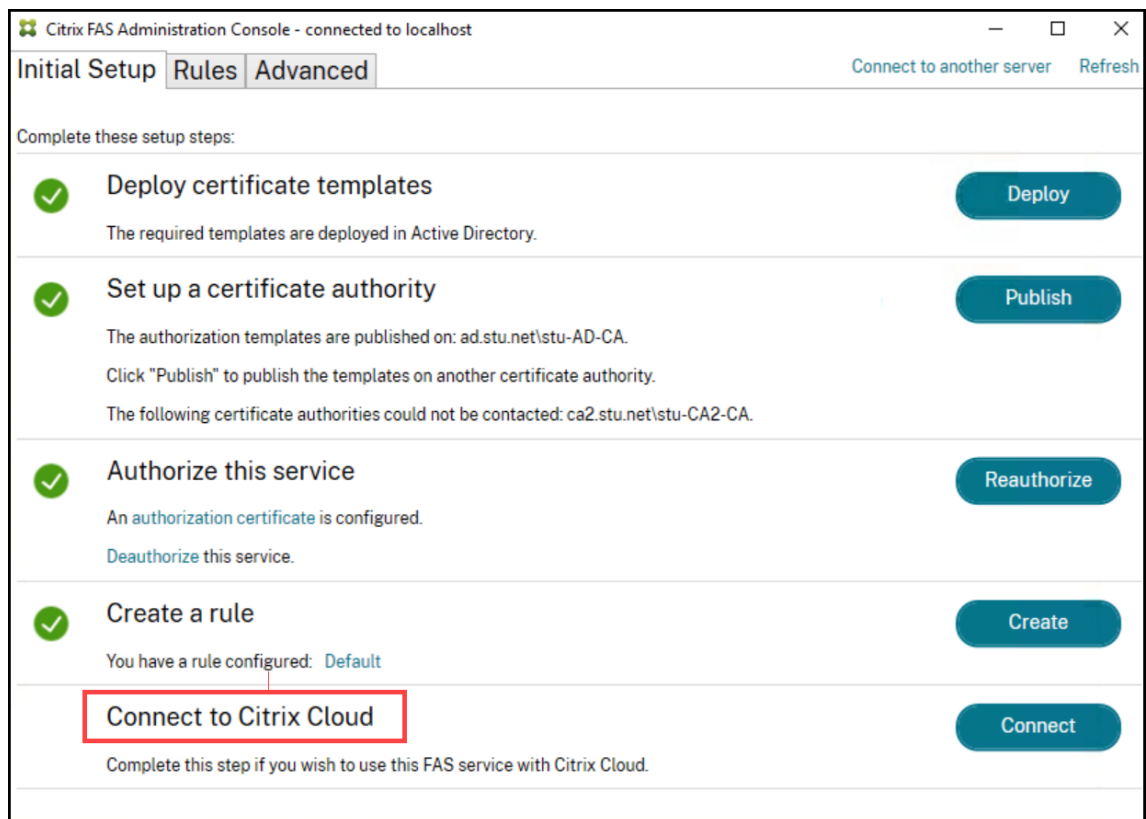 Citrix FAS Administration Console - connected to localhost
Initial Setup Rules Advanced Connect to another server Refresh
Complete these setup steps:
Deploy certificate templates
Deploy
The required templates are deployed in Active Directory.
Set up a certificate authority
Publish
The authorization templates are published on: ad.stu.net\stu-AD-CA.
Click "Publish" to publish the templates on another certificate authority.
The following certificate authorities could not be contacted: ca2.stu.net\stu-CA2-CA.
Authorize this service
Reauthorize
An authorization certificate is configured.
Deauthorize this service.
Create a rule
Create
You have a rule configured: Default
Connect to Citrix Cloud
Connect
Complete this step if you wish to use this FAS service with Citrix Cloud.